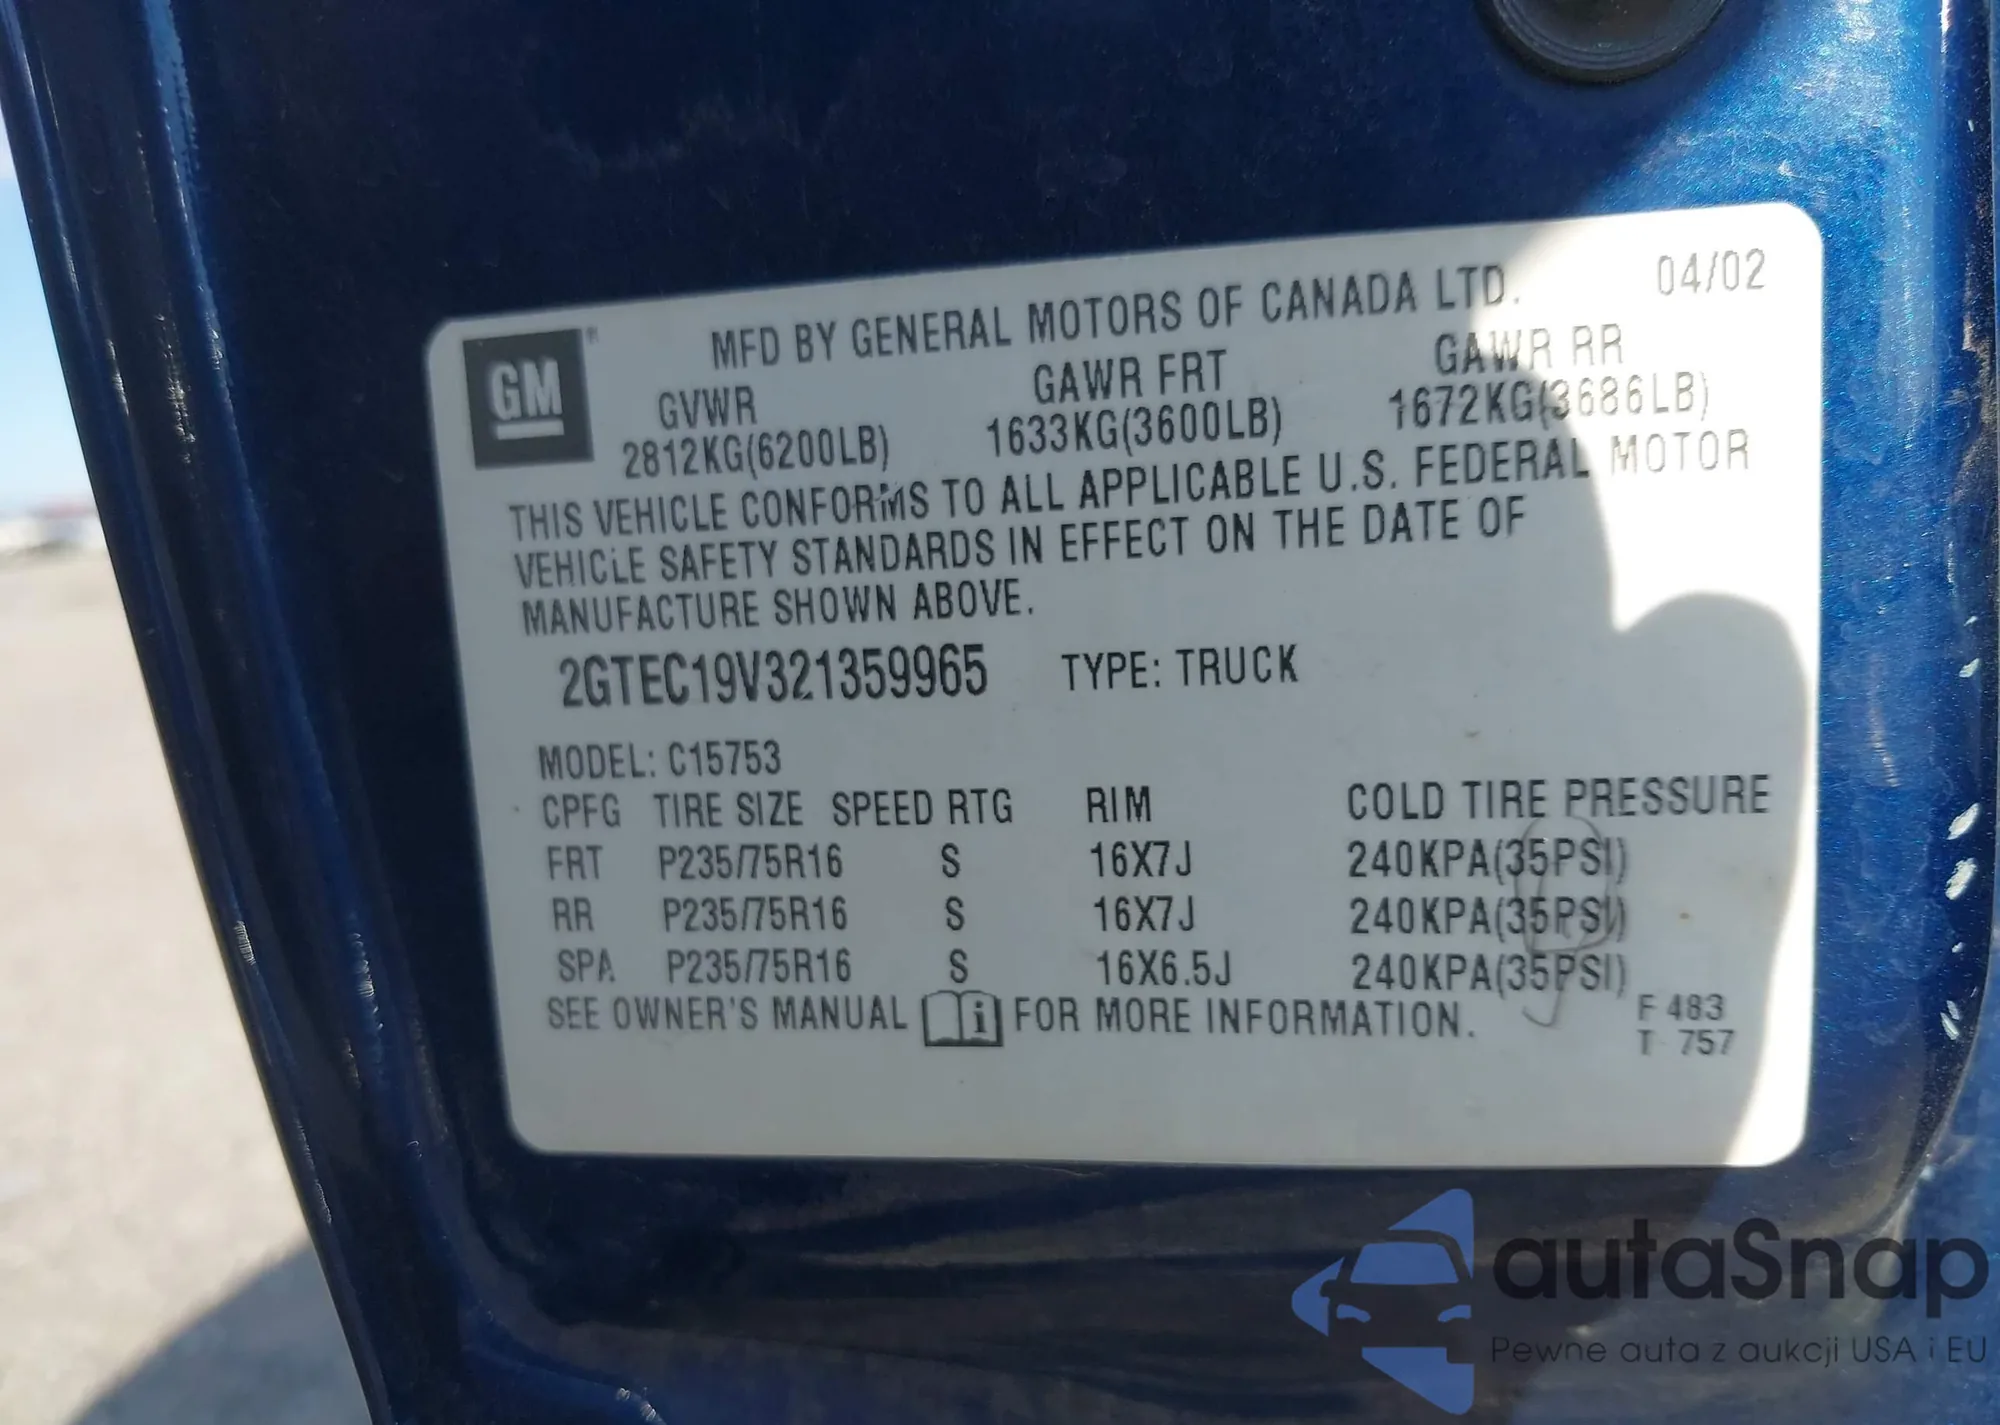 GM®
MFD BY GENERAL MOTORS OF CANADA LTD. 04/02
GVWR GAWR FRT GAWR RR
2812KG(6200LB) 1633KG(3600LB) 1672KG(3686LB)
THIS VEHICLE CONFORMS TO ALL APPLICABLE U.S. FEDERAL MOTOR
VEHICLE SAFETY STANDARDS IN EFFECT ON THE DATE OF
MANUFACTURE SHOWN ABOVE.
2GTEC19V321359965 TYPE: TRUCK
MODEL: C15753
CPFG TIRE SIZE SPEED RTG RIM COLD TIRE PRESSURE
FRT P235/75R16 S 16X7J 240KPA(35PSI)
RR P235/75R16 S 16X7J 240KPA(35PSI)
SPA P235/75R16 S 16X6.5J 240KPA(35PSI)
SEE OWNER'S MANUAL i FOR MORE INFORMATION.
F 483
T 757
autaSnap
Pewne auta z aukcji USA i EU